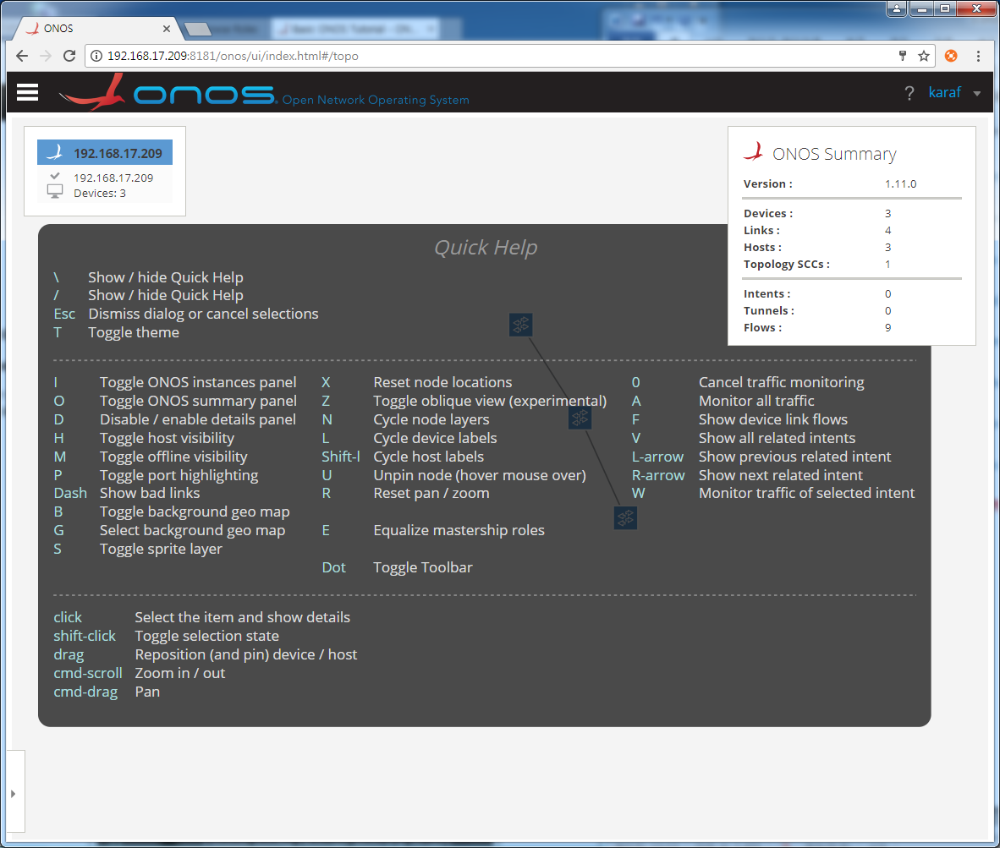 ONOS
192.168.17.209:8181/onos/ui/index.html#/topo
onos Open Network Operating System
? karaf
192.168.17.209
192.168.17.209
Devices: 3
ONOS Summary
Version : 1.11.0
Devices : 3
Links : 4
Hosts : 3
Topology SCCs : 1
Intents : 0
Tunnels : 0
Flows : 9
Quick Help
\ Show / hide Quick Help
/ Show / hide Quick Help
Esc Dismiss dialog or cancel selections
T Toggle theme
I Toggle ONOS instances panel X Reset node locations 0 Cancel traffic monitoring
O Toggle ONOS summary panel Z Toggle oblique view (experimental) A Monitor all traffic
D Disable / enable details panel N Cycle node layers F Show device link flows
H Toggle host visibility L Cycle device labels V Show all related intents
M Toggle offline visibility Shift-l Cycle host labels L-arrow Show previous related intent
P Toggle port highlighting U Unpin node (hover mouse over) R-arrow Show next related intent
Dash Show bad links R Reset pan / zoom W Monitor traffic of selected intent
B Toggle background geo map
G Select background geo map E Equalize mastership roles
S Toggle sprite layer
Dot Toggle Toolbar
click Select the item and show details
shift-click Toggle selection state
drag Reposition (and pin) device / host
cmd-scroll Zoom in / out
cmd-drag Pan